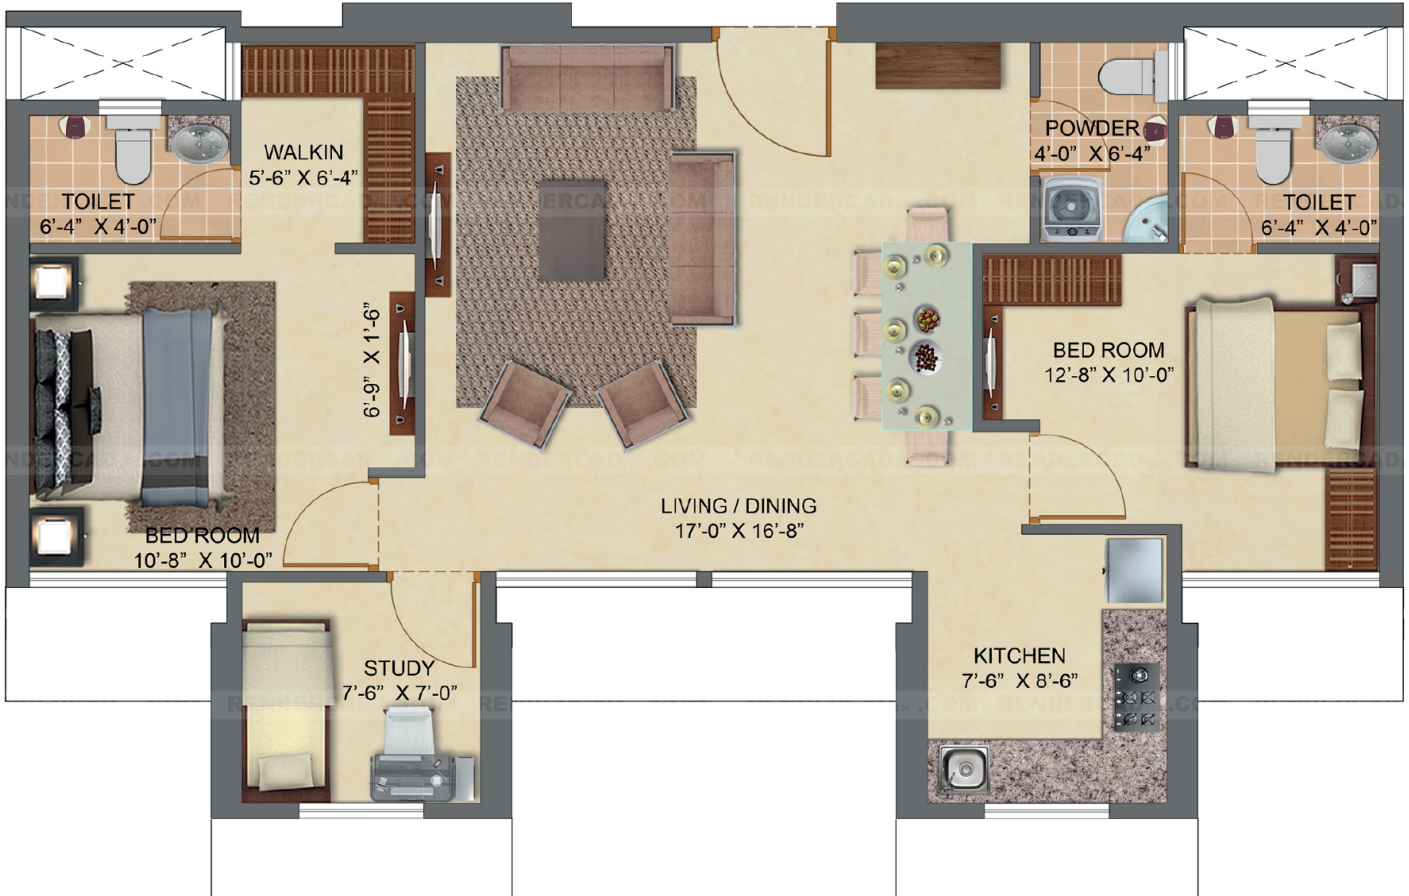 WALKIN
5'-6" X 6'-4"
POWDER
4'-0" X 6'-4"
TOILET
6'-4" X 4'-0"
TOILET
6'-4" X 4'-0"
6'-9" X 1'-6"
BED ROOM
12'-8" X 10'-0"
BED ROOM
10'-8" X 10'-0"
LIVING / DINING
17'-0" X 16'-8"
STUDY
7'-6" X 7'-0"
KITCHEN
7'-6" X 8'-6"